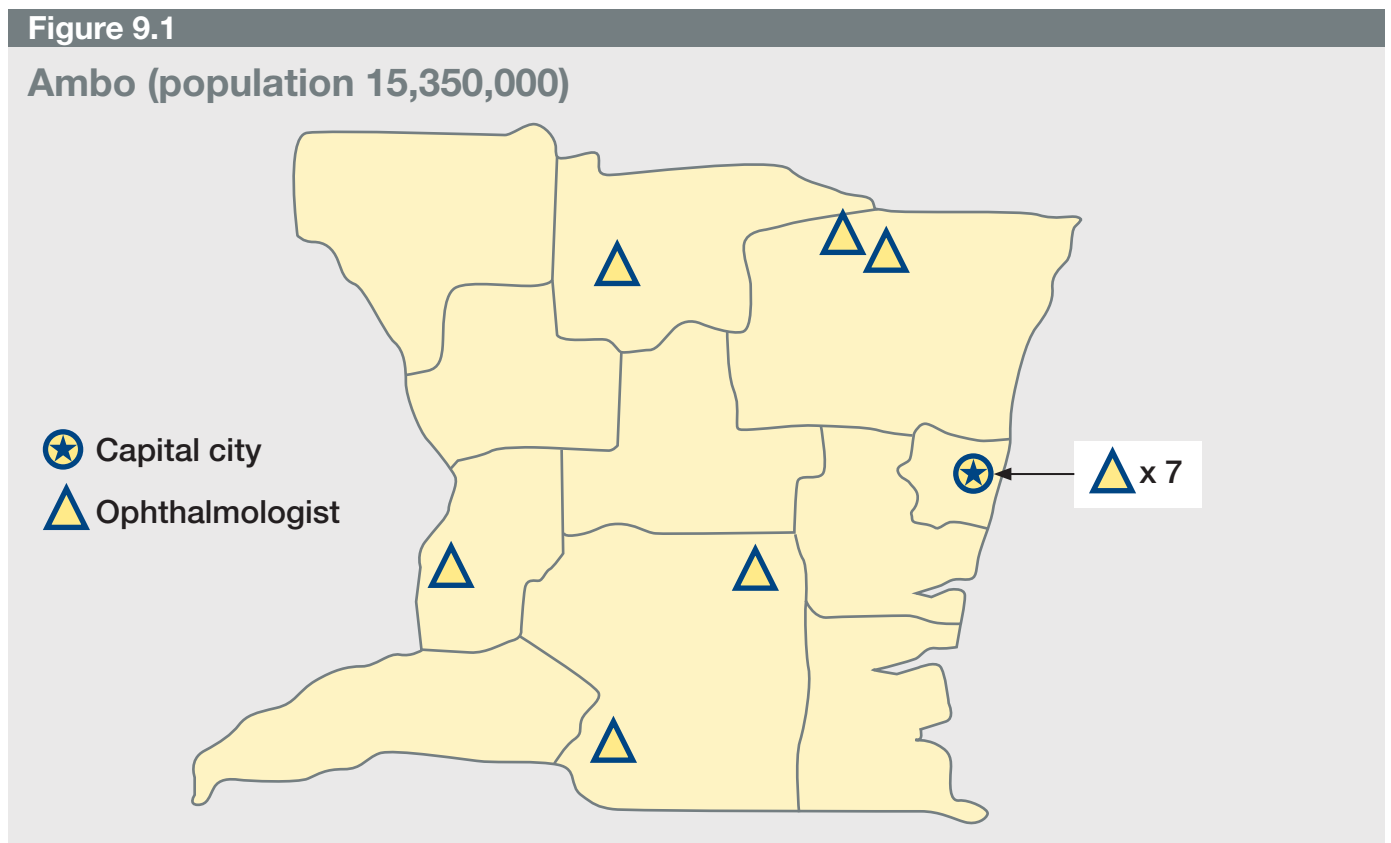 Figure 9.1
Ambo (population 15,350,000)
Capital city
Ophthalmologist
x 7